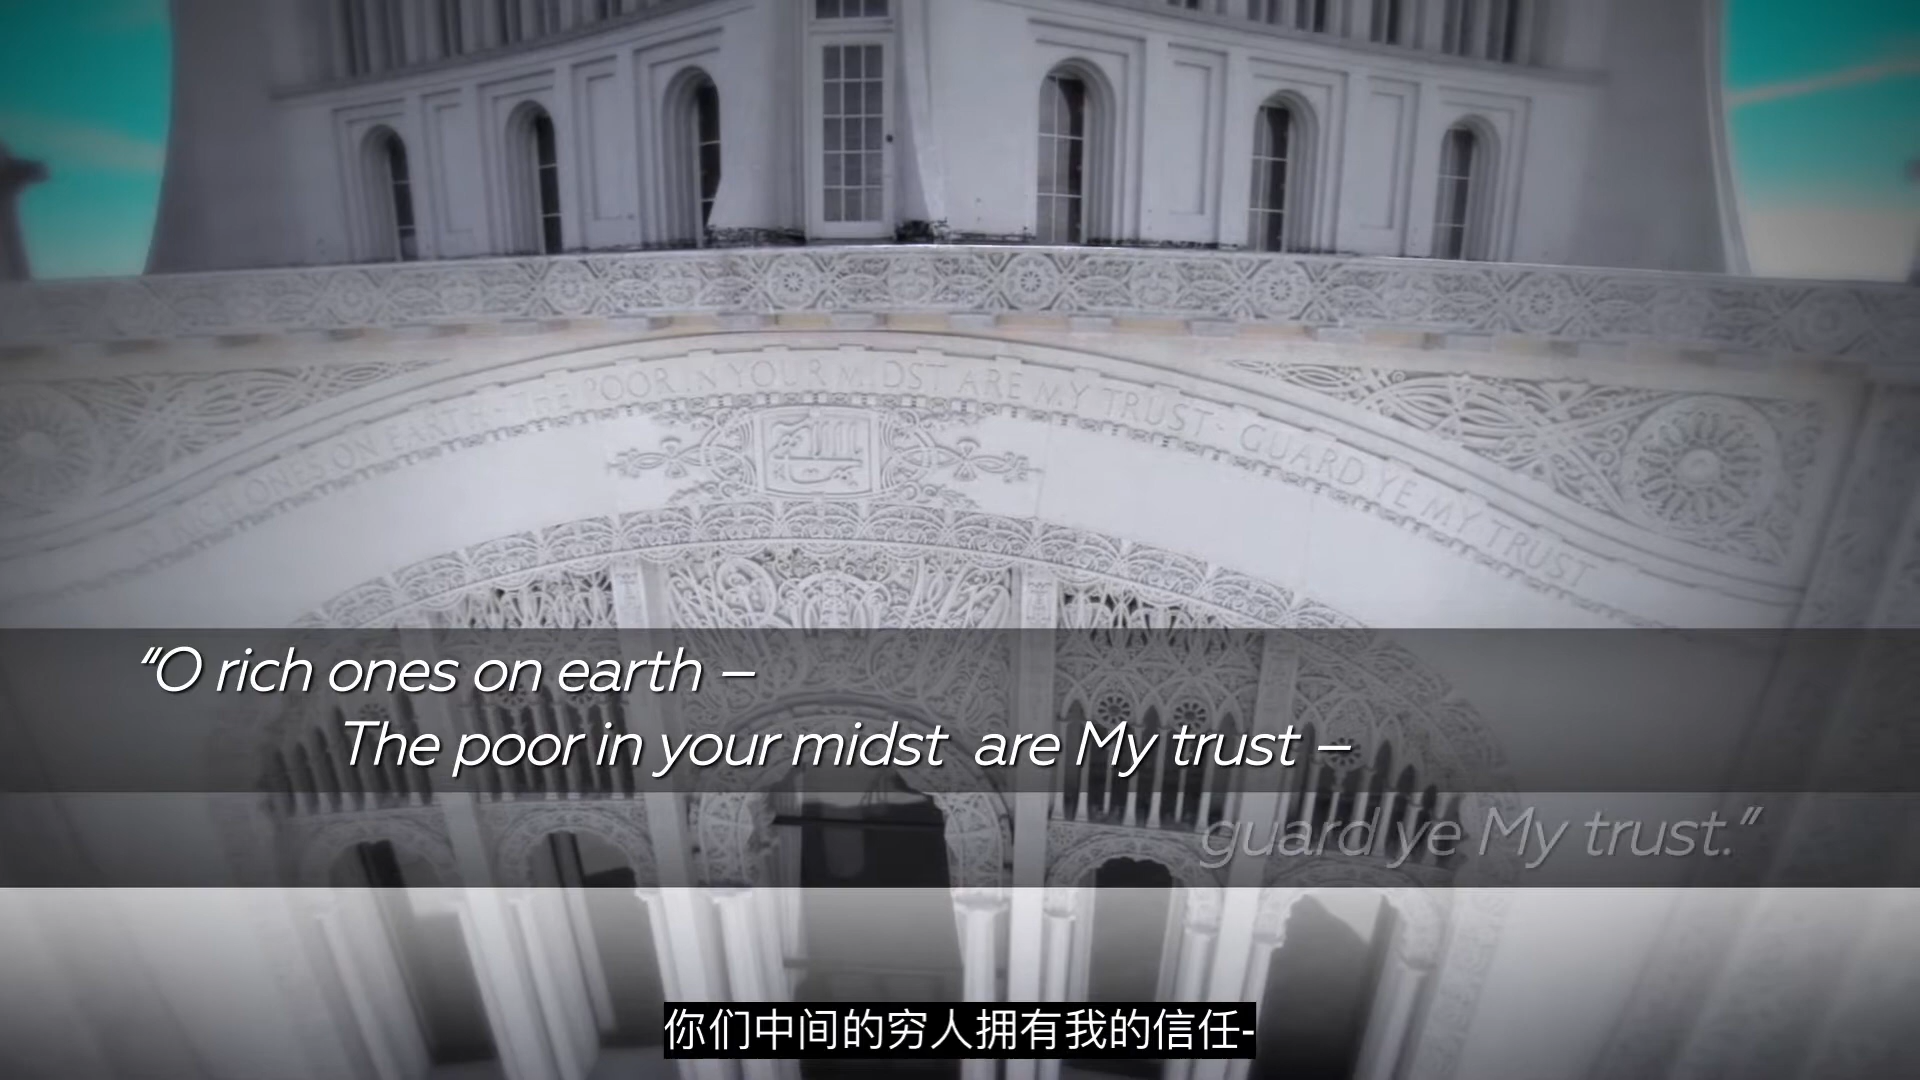 RICH ONES ON EARTH - THE POOR IN YOUR MIDST ARE MY TRUST - GUARD YE MY TRUST
“O rich ones on earth –
The poor in your midst are My trust –
guard ye My trust.”
你们中间的穷人拥有我的信任-